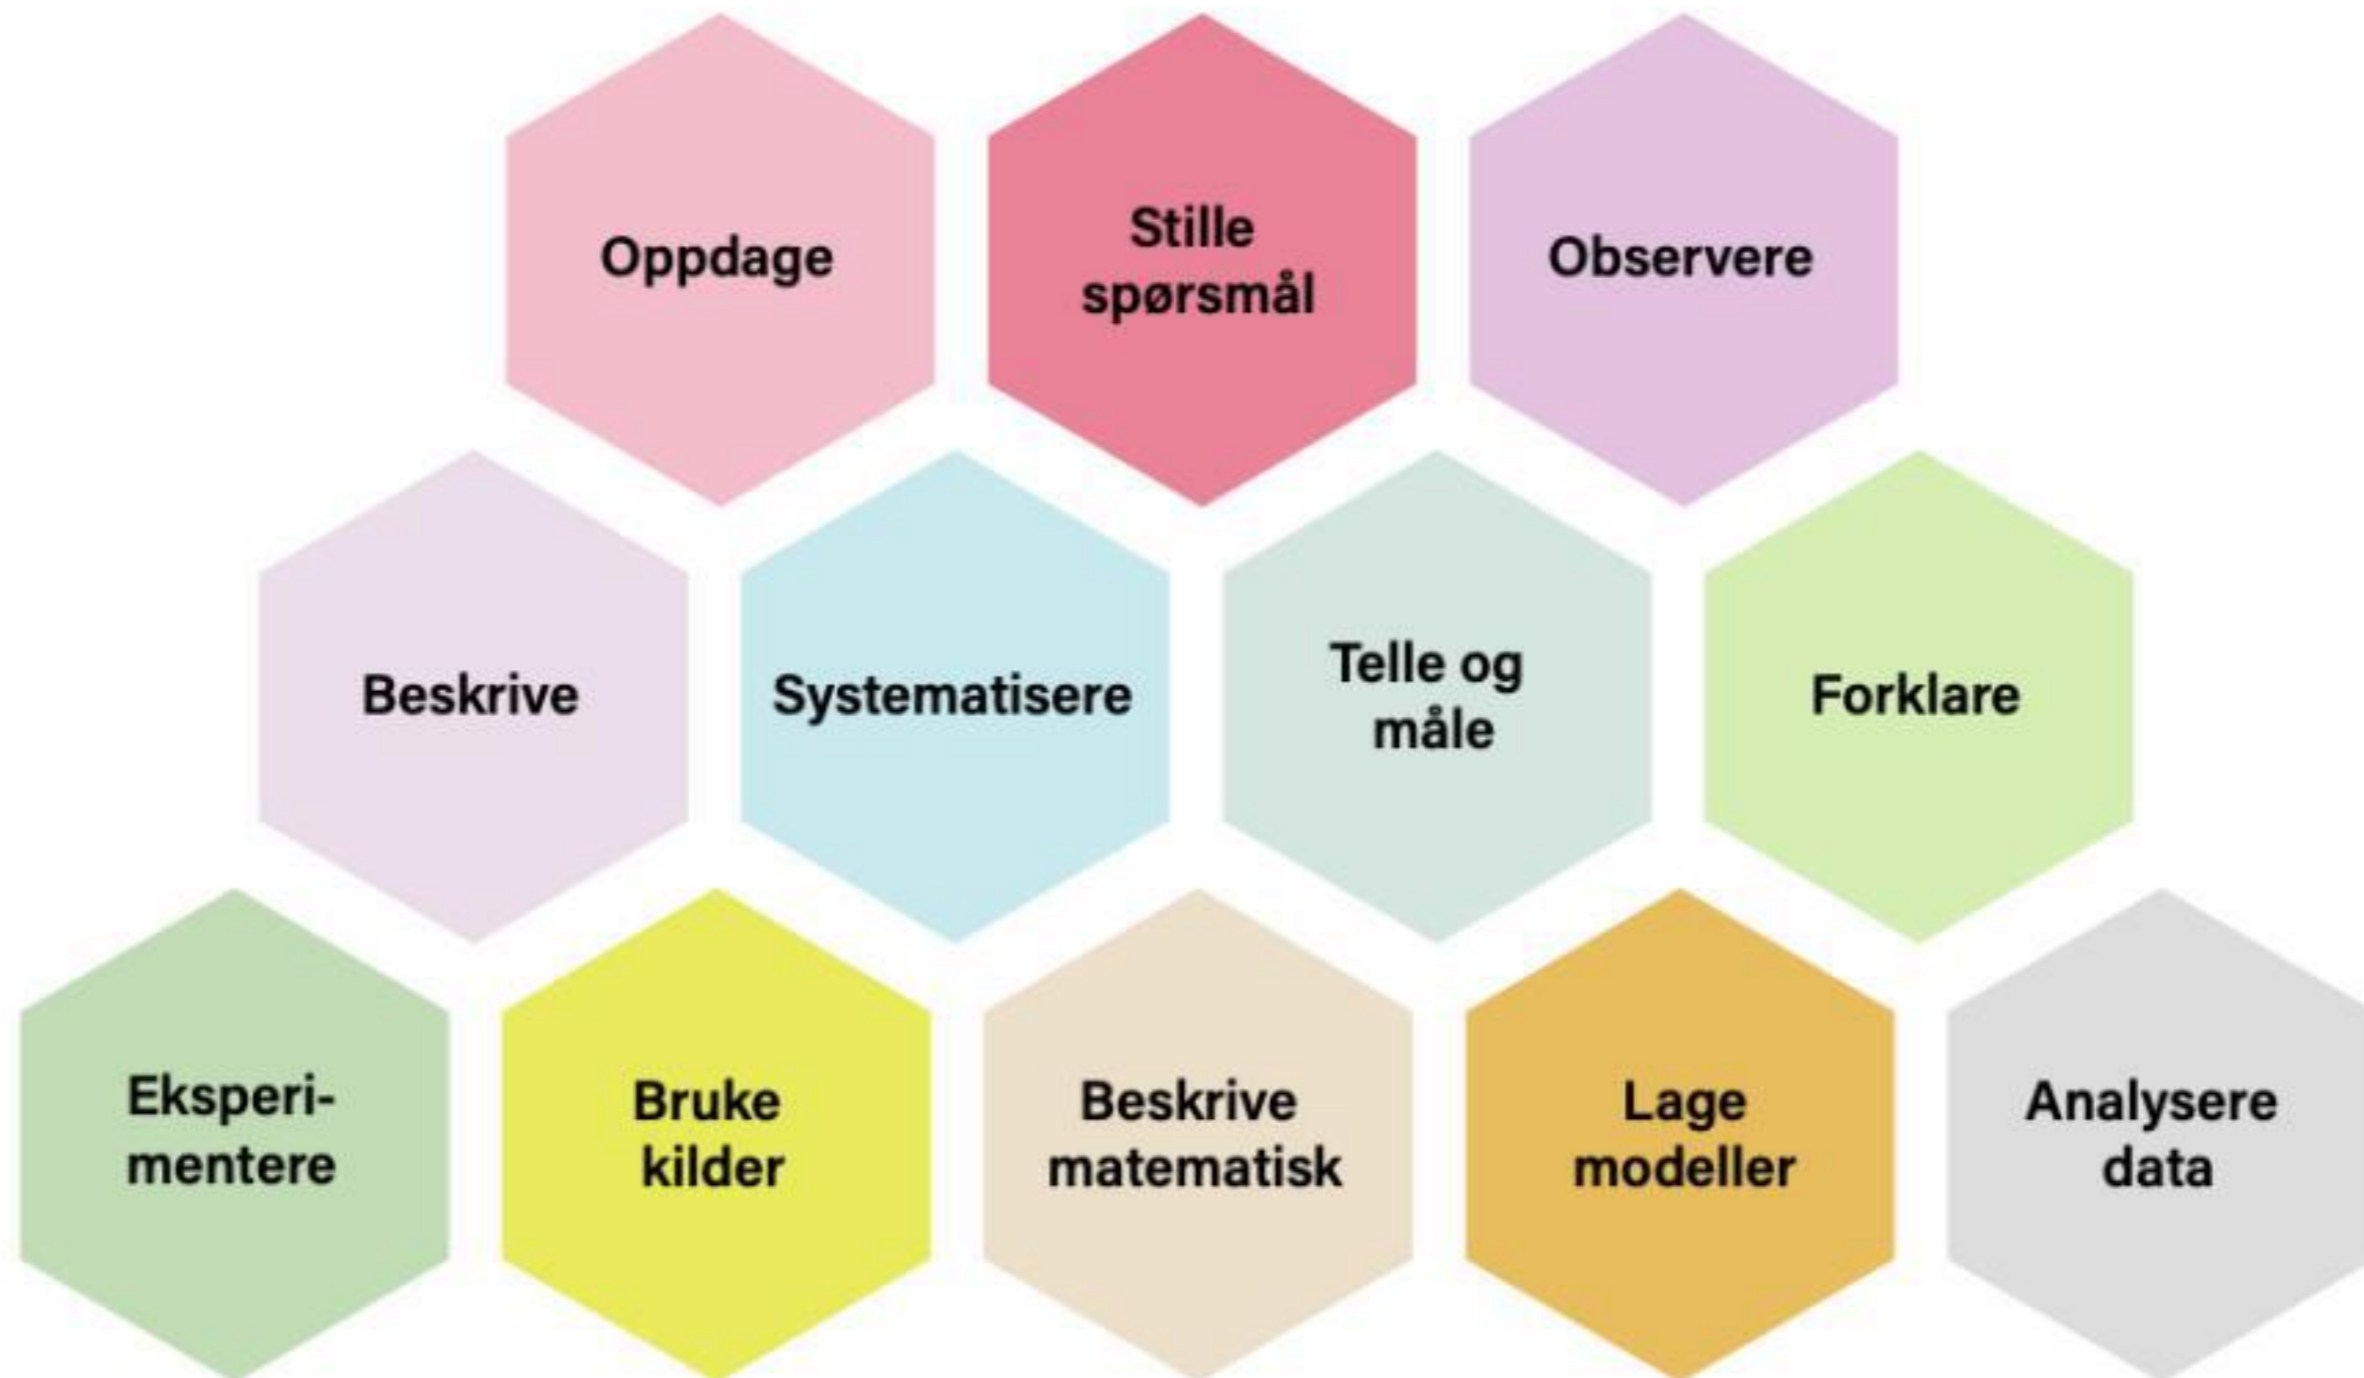 Oppdage
Stille
spørsmål
Observere
Beskrive
Systematisere
Telle og
måle
Forklare
Eksperi-
mentere
Bruke
kilder
Beskrive
matematisk
Lage
modeller
Analysere
data